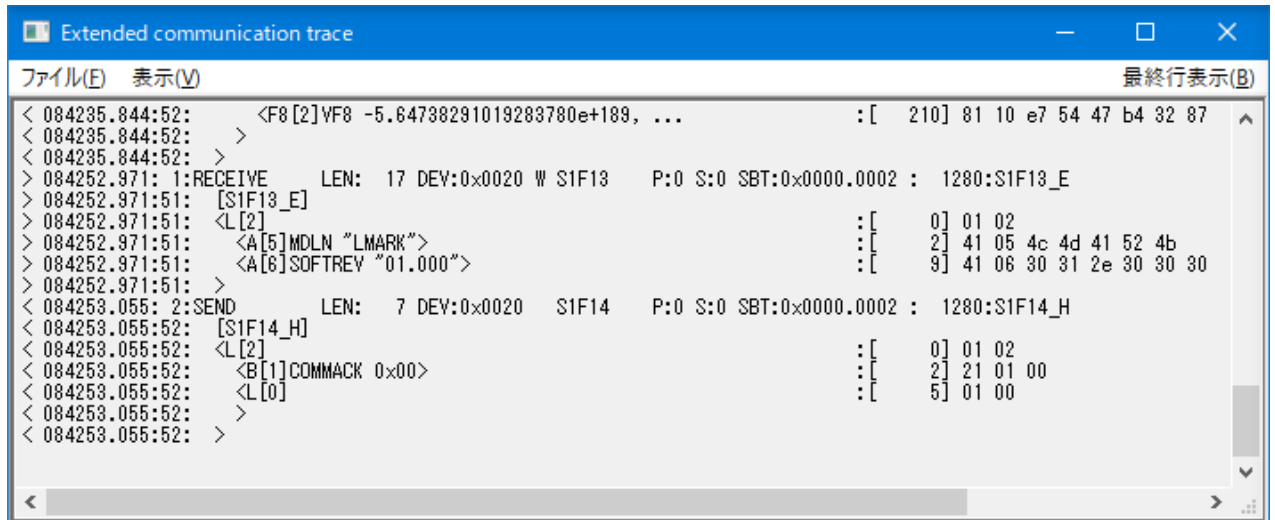 Extended communication trace
ファイル(F) 表示(V) 最終行表示(B)
< 084235.844:52: <F8[2]VF8 -5.64738291019283780e+189, ... :[ 210] 81 10 e7 54 47 b4 32 87
< 084235.844:52: >
< 084235.844:52: >
> 084252.971: 1:RECEIVE LEN: 17 DEV:0x0020 W S1F13 P:0 S:0 SBT:0x0000.0002 : 1280:S1F13_E
> 084252.971:51: [S1F13_E]
> 084252.971:51: <L[2] :[ 0] 01 02
> 084252.971:51: <A[5]MDLN "LMARK"> :[ 2] 41 05 4c 4d 41 52 4b
> 084252.971:51: <A[6]SOFTREV "01.000"> :[ 9] 41 06 30 31 2e 30 30 30
> 084252.971:51: >
< 084253.055: 2:SEND LEN: 7 DEV:0x0020 S1F14 P:0 S:0 SBT:0x0000.0002 : 1280:S1F14_H
< 084253.055:52: [S1F14_H]
< 084253.055:52: <L[2] :[ 0] 01 02
< 084253.055:52: <B[1]COMMACK 0x00> :[ 2] 21 01 00
< 084253.055:52: <L[0] :[ 5] 01 00
< 084253.055:52: >
< 084253.055:52: >